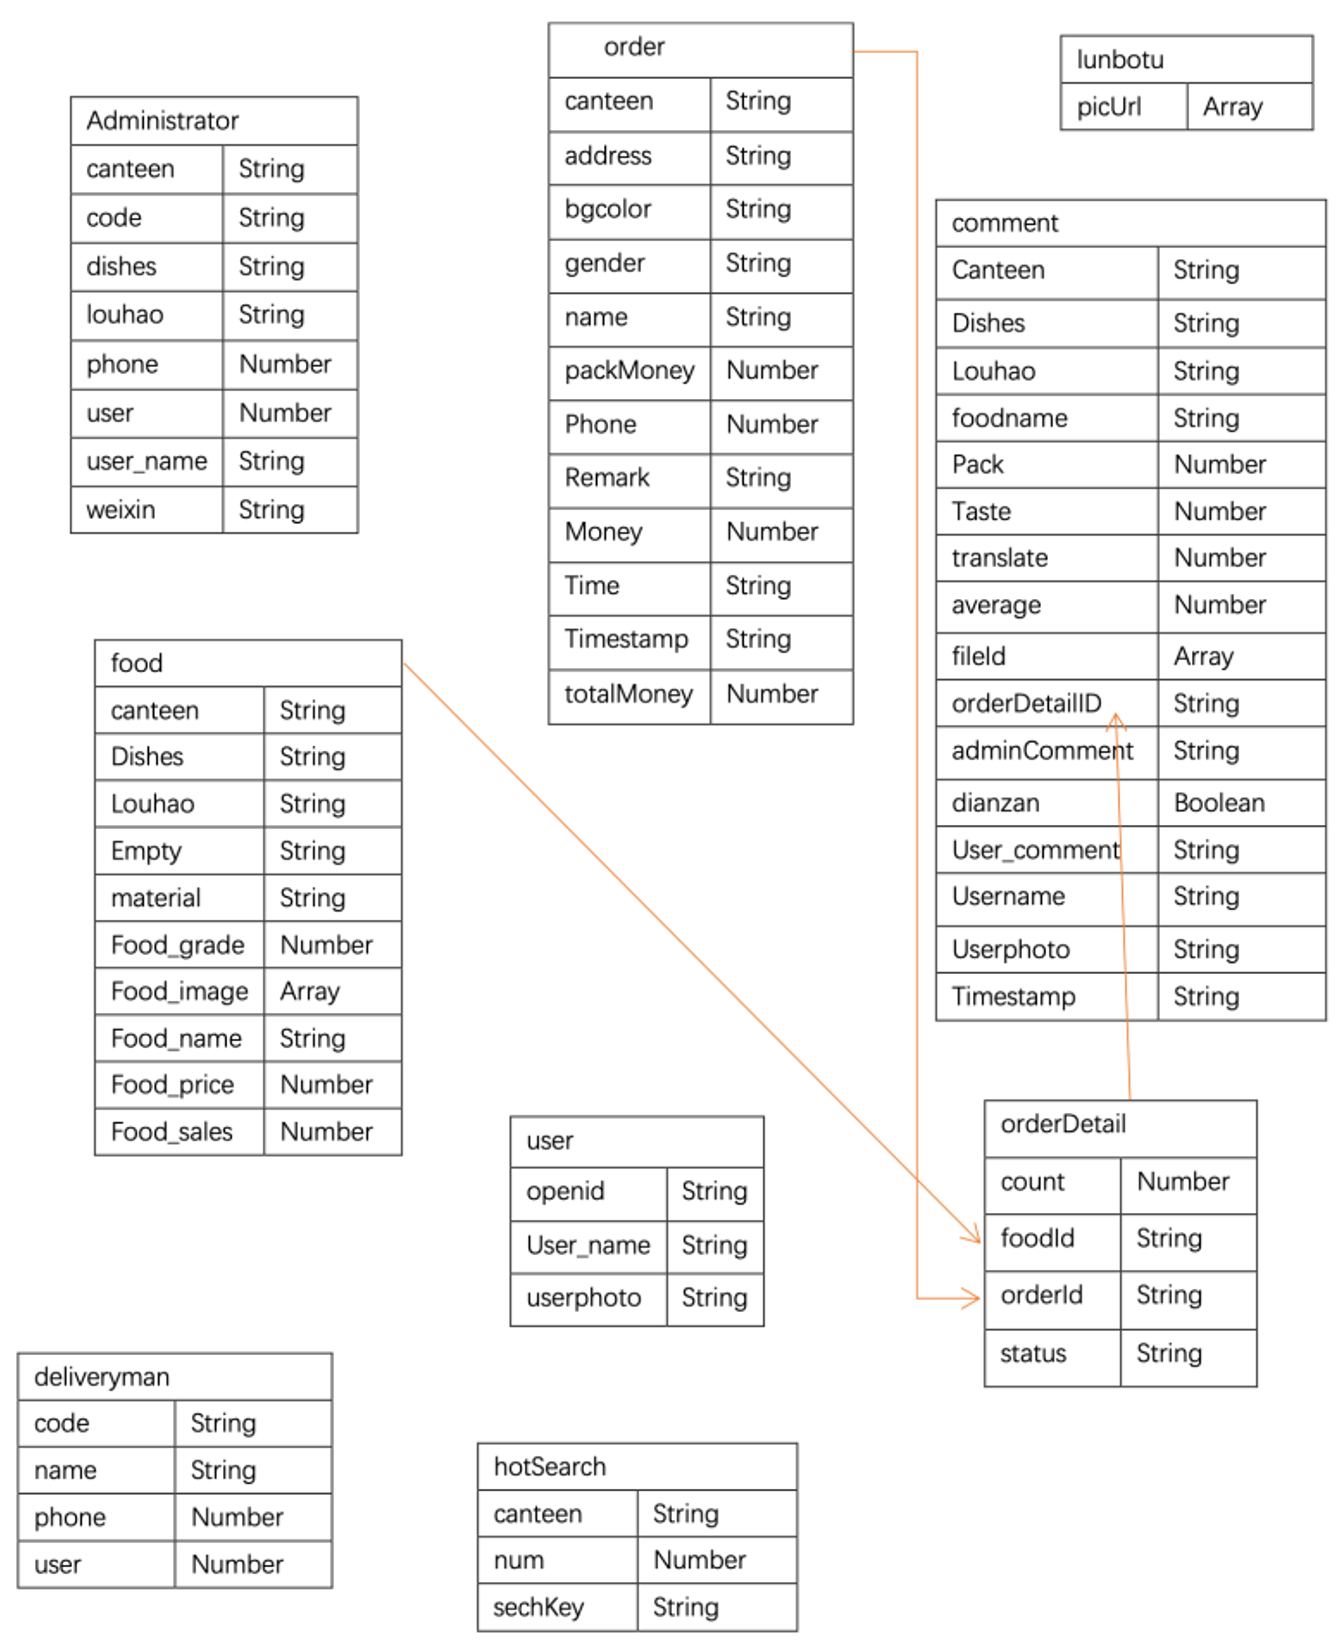 order
canteen String
address String
bgcolor String
gender String
name String
packMoney Number
Phone Number
Remark String
Money Number
Time String
Timestamp String
totalMoney Number
lunbotu
picUrl Array
Administrator
canteen String
code String
dishes String
louhao String
phone Number
user Number
user_name String
weixin String
comment
Canteen String
Dishes String
Louhao String
foodname String
Pack Number
Taste Number
translate Number
average Number
fileId Array
orderDetailID String
adminComment String
dianzan Boolean
User_comment String
Username String
Userphoto String
Timestamp String
food
canteen String
Dishes String
Louhao String
Empty String
material String
Food_grade Number
Food_image Array
Food_name String
Food_price Number
Food_sales Number
user
openid String
User_name String
userphoto String
orderDetail
count Number
foodId String
orderId String
status String
deliveryman
code String
name String
phone Number
user Number
hotSearch
canteen String
num Number
sechKey String